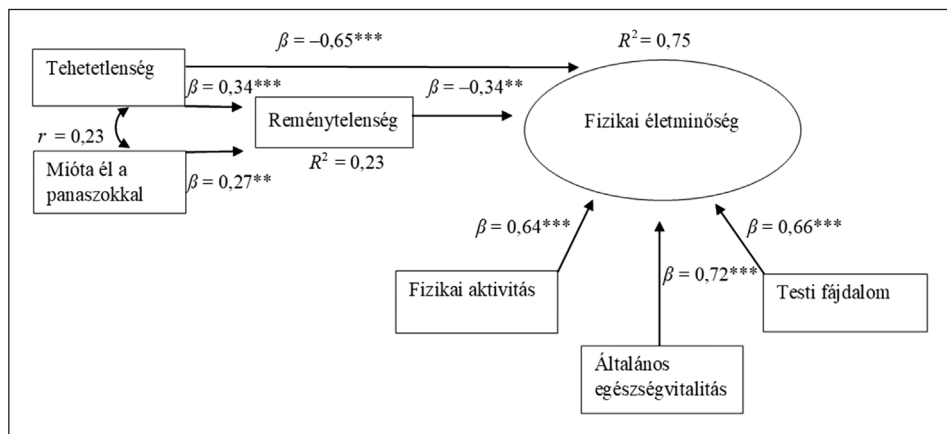 β = –0,65***
R² = 0,75
Tehetetlenség
β = 0,34***
β = –0,34**
Reménytelenség
Fizikai életminőség
r = 0,23
R² = 0,23
Mióta él a
panaszokkal
β = 0,27**
β = 0,64***
β = 0,66***
β = 0,72***
Fizikai aktivitás
Testi fájdalom
Általános
egészségvitalitás